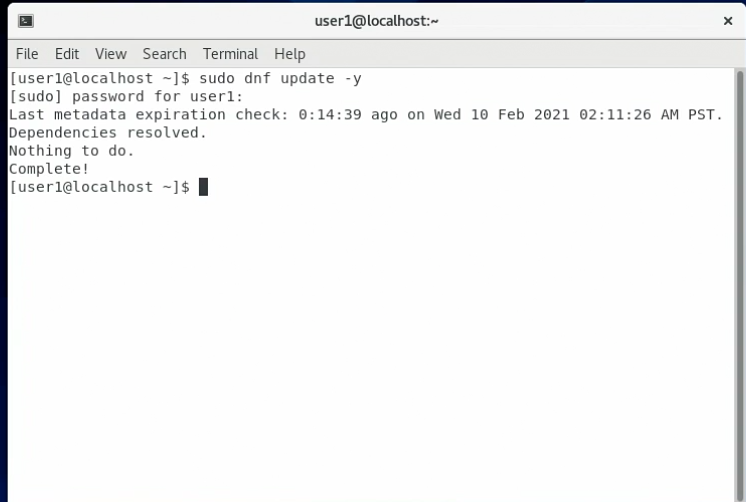 user1@localhost:~
File Edit View Search Terminal Help
[user1@localhost ~]$ sudo dnf update -y
[sudo] password for user1:
Last metadata expiration check: 0:14:39 ago on Wed 10 Feb 2021 02:11:26 AM PST.
Dependencies resolved.
Nothing to do.
Complete!
[user1@localhost ~]$